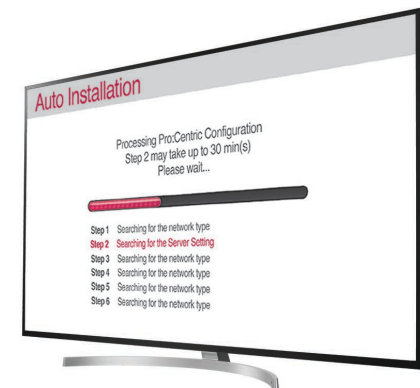 Auto Installation
Processing Pro:Centric Configuration
Step 2 may take up to 30 min(s)
Please wait...
Step 1 Searching for the network type
Step 2 Searching for the Server Setting
Step 3 Searching for the network type
Step 4 Searching for the network type
Step 5 Searching for the network type
Step 6 Searching for the network type